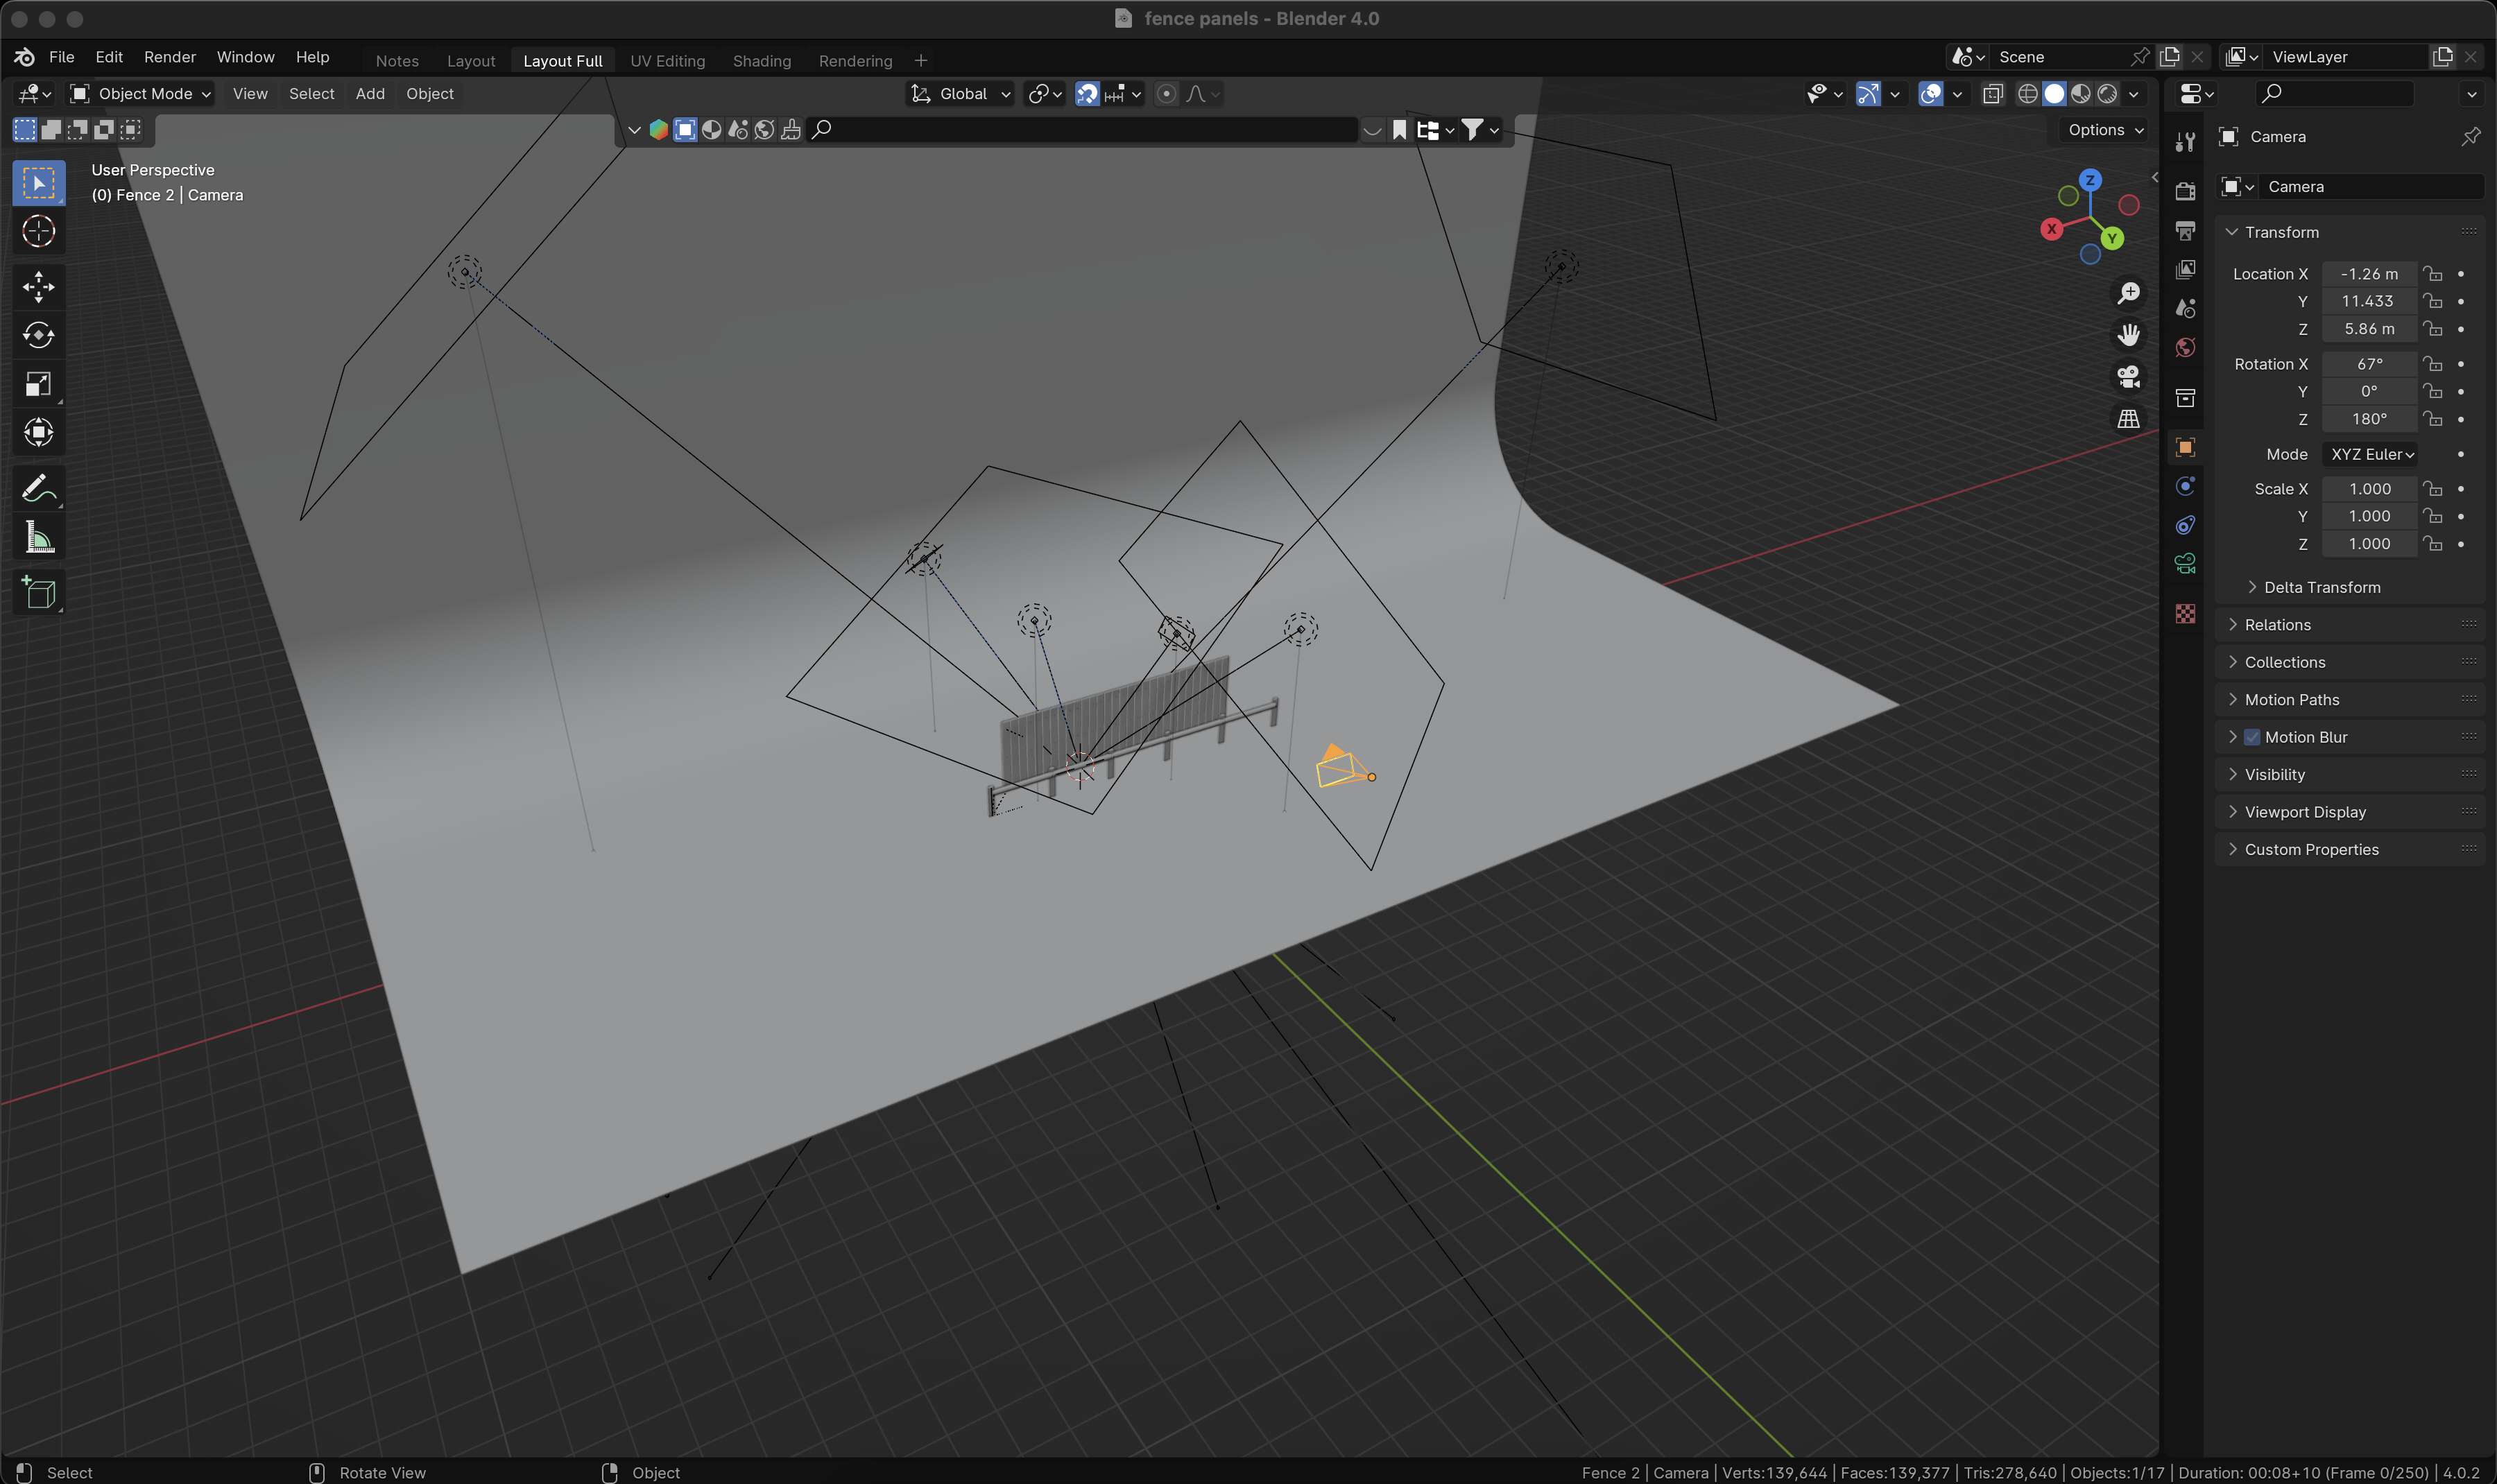 fence panels - Blender 4.0
File Edit Render Window Help Notes Layout Layout Full UV Editing Shading Rendering + Scene ViewLayer
Object Mode View Select Add Object Global
Options
User Perspective
(0) Fence 2 | Camera
Z
X
Y
Camera
Camera
Transform
Location X -1.26 m
Y 11.433
Z 5.86 m
Rotation X 67°
Y 0°
Z 180°
Mode XYZ Euler
Scale X 1.000
Y 1.000
Z 1.000
Delta Transform
Relations
Collections
Motion Paths
Motion Blur
Visibility
Viewport Display
Custom Properties
Select Rotate View Object Fence 2 | Camera | Verts:139,644 | Faces:139,377 | Tris:278,640 | Objects:1/17 | Duration: 00:08+10 (Frame 0/250) | 4.0.2